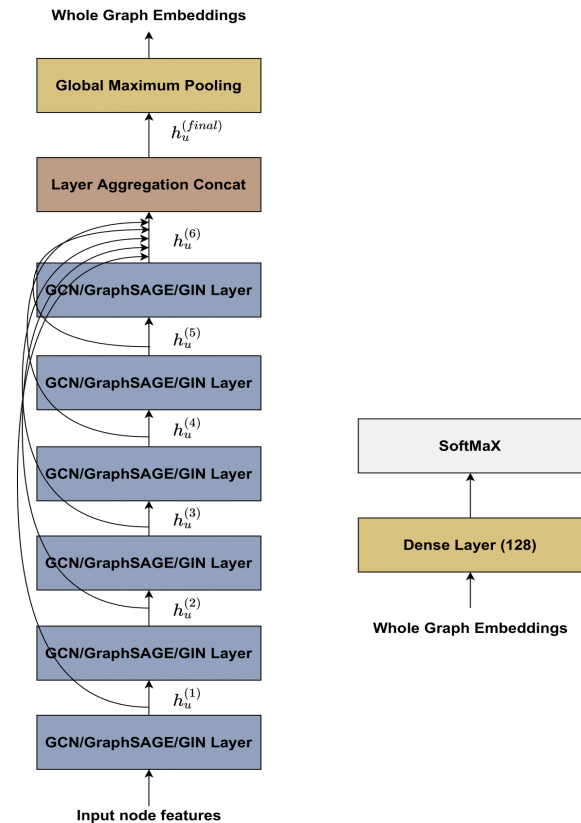 Whole Graph Embeddings
Global Maximum Pooling
h_u^{(final)}
Layer Aggregation Concat
h_u^{(6)}
GCN/GraphSAGE/GIN Layer
h_u^{(5)}
GCN/GraphSAGE/GIN Layer
h_u^{(4)}
GCN/GraphSAGE/GIN Layer
h_u^{(3)}
GCN/GraphSAGE/GIN Layer
h_u^{(2)}
GCN/GraphSAGE/GIN Layer
h_u^{(1)}
GCN/GraphSAGE/GIN Layer
Input node features
SoftMaX
Dense Layer (128)
Whole Graph Embeddings